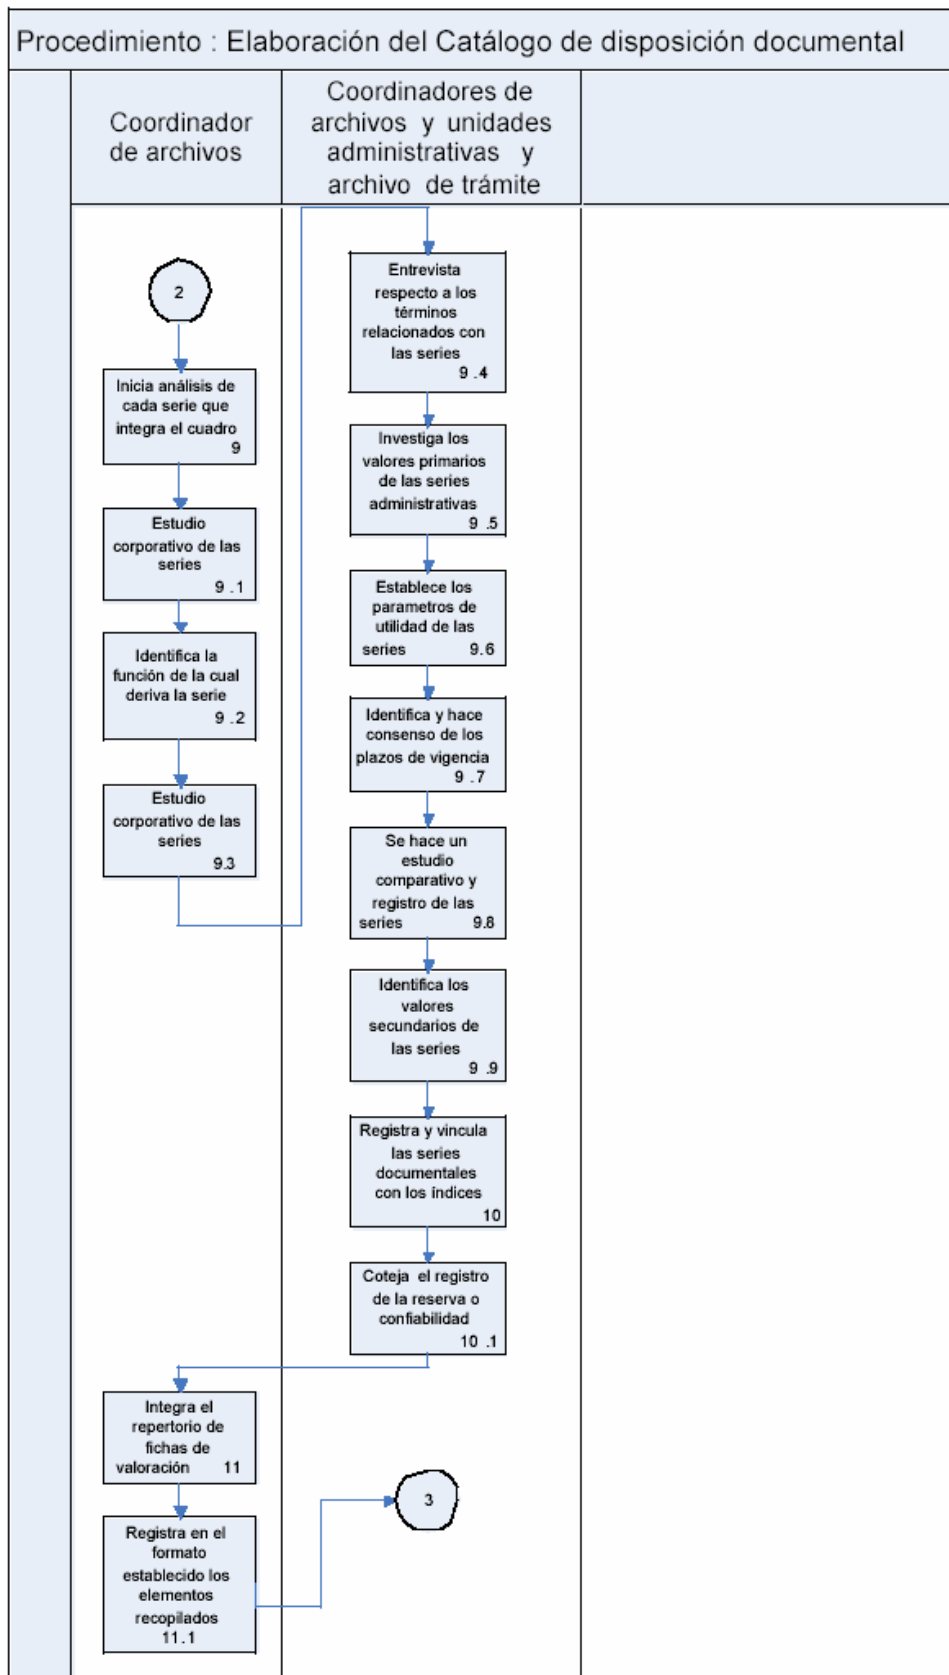 Procedimiento : Elaboración del Catálogo de disposición documental
Coordinador
de archivos
Coordinadores de
archivos y unidades
administrativas y
archivo de trámite
2
Inicia análisis de
cada serie que
integra el cuadro
9
Estudio
corporativo de las
series
9 .1
Identifica la
función de la cual
deriva la serie
9 .2
Estudio
corporativo de las
series
9.3
Entrevista
respecto a los
términos
relacionados con
las series
9 .4
Investiga los
valores primarios
de las series
administrativas
9 .5
Establece los
parametros de
utilidad de las
series 9.6
Identifica y hace
consenso de los
plazos de vigencia
9 .7
Se hace un
estudio
comparativo y
registro de las
series 9.8
Identifica los
valores
secundarios de
las series
9 .9
Registra y vincula
las series
documentales
con los índices
10
Coteja el registro
de la reserva o
confiabilidad
10 .1
Integra el
repertorio de
fichas de
valoración 11
Registra en el
formato
establecido los
elementos
recopilados
11.1
3